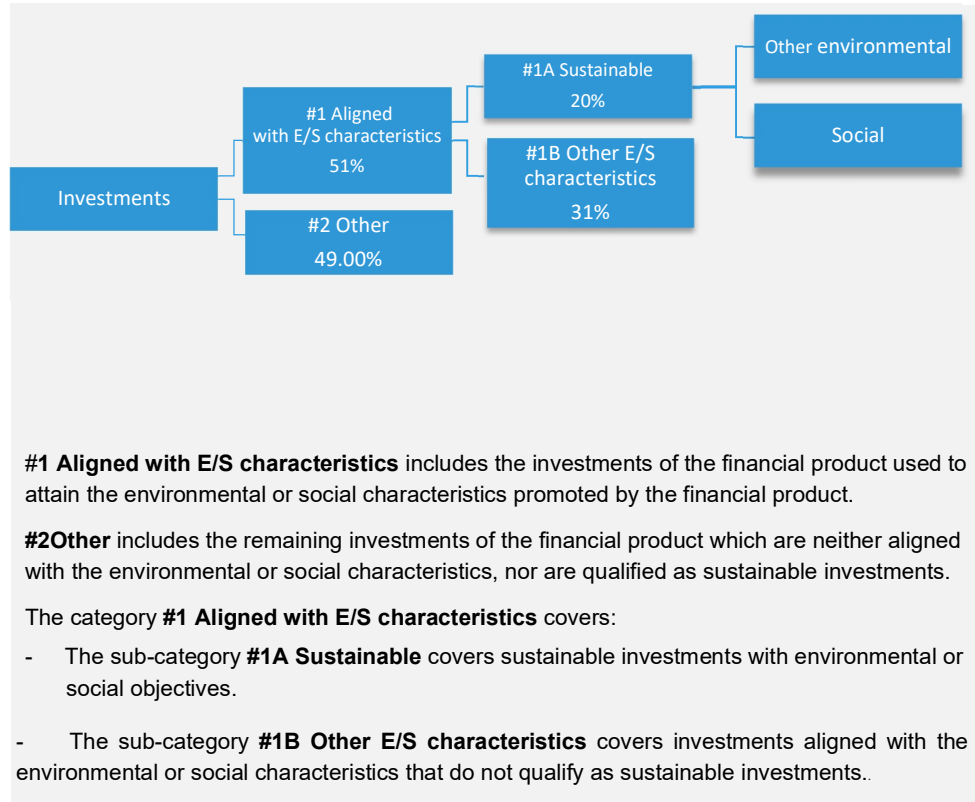 Investments
#1 Aligned
with E/S characteristics
51%
#2 Other
49.00%
#1A Sustainable
20%
#1B Other E/S
characteristics
31%
Other environmental
Social
#1 Aligned with E/S characteristics includes the investments of the financial product used to
attain the environmental or social characteristics promoted by the financial product.
#2Other includes the remaining investments of the financial product which are neither aligned
with the environmental or social characteristics, nor are qualified as sustainable investments.
The category #1 Aligned with E/S characteristics covers:
- The sub-category #1A Sustainable covers sustainable investments with environmental or
social objectives.
- The sub-category #1B Other E/S characteristics covers investments aligned with the
environmental or social characteristics that do not qualify as sustainable investments..